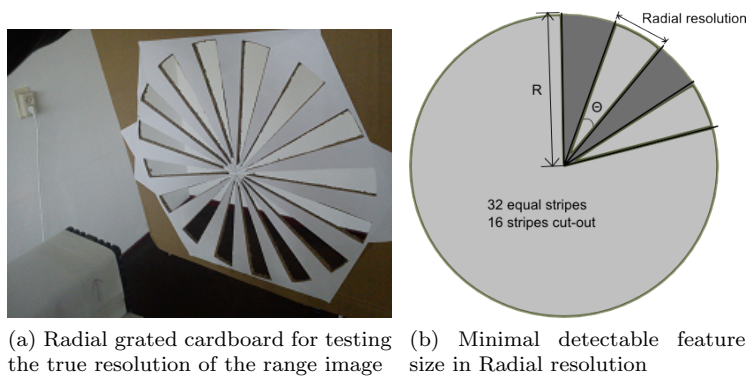 Radial resolution
R
Θ
32 equal stripes
16 stripes cut-out
(a) Radial grated cardboard for testing
the true resolution of the range image
(b) Minimal detectable feature
size in Radial resolution